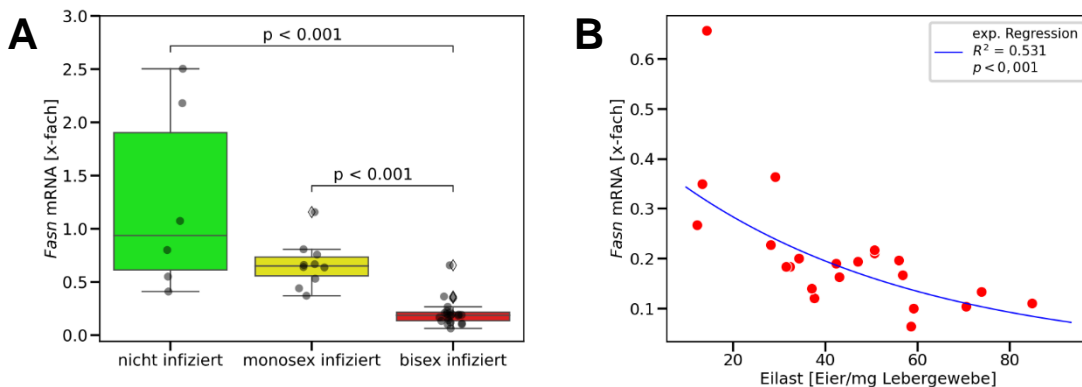 A
3.0
2.5
2.0
1.5
1.0
0.5
0.0
Fasn mRNA [x-fach]
p < 0.001
p < 0.001
nicht infiziert monosex infiziert bisex infiziert
B
0.6
0.5
0.4
0.3
0.2
0.1
Fasn mRNA [x-fach]
exp. Regression
R² = 0.531
p < 0,001
20 40 60 80
Eilast [Eier/mg Lebergewebe]